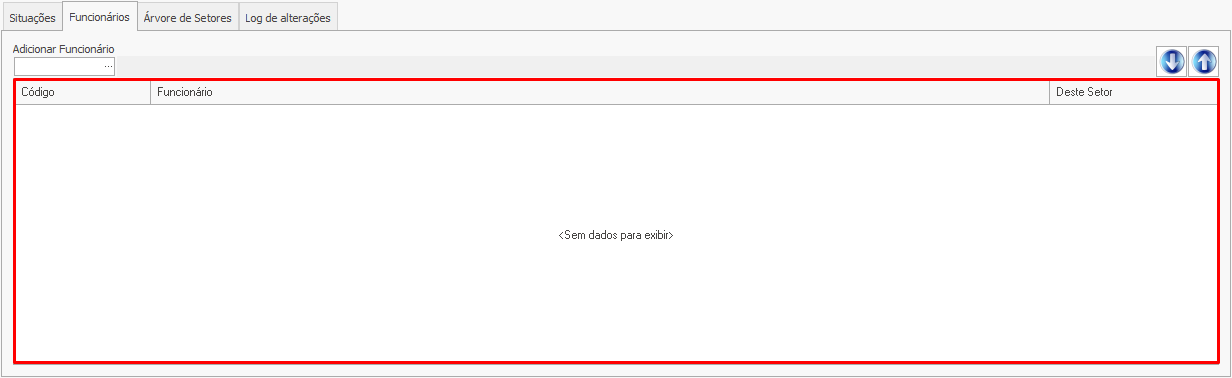 Situações Funcionários Árvore de Setores Log de alterações
Adicionar Funcionário
...
Código Funcionário Deste Setor
<Sem dados para exibir>